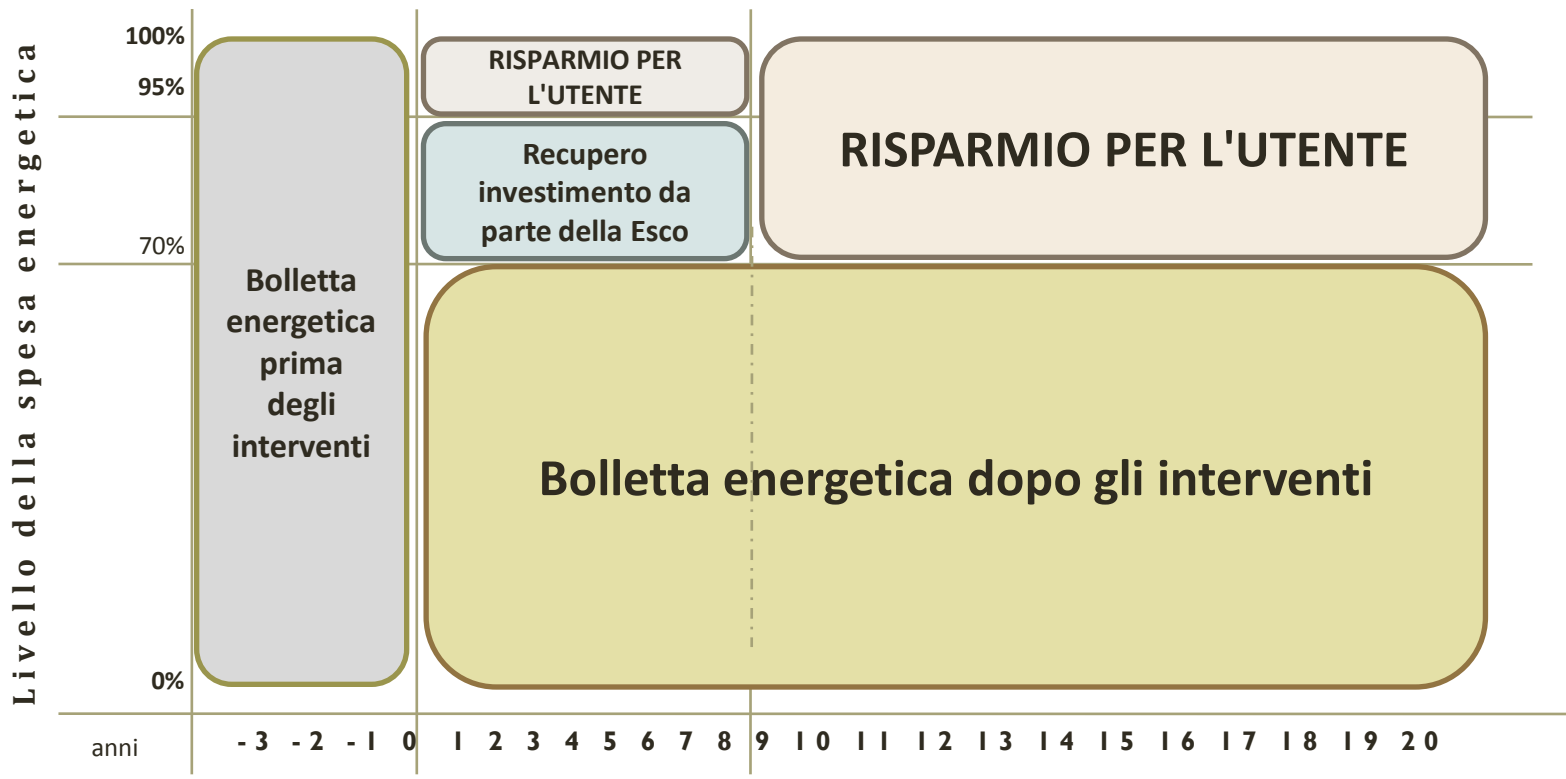 Livello della spesa energetica
100%
95%
70%
0%
Bolletta
energetica
prima
degli
interventi
RISPARMIO PER
L'UTENTE
Recupero
investimento da
parte della Esco
RISPARMIO PER L'UTENTE
Bolletta energetica dopo gli interventi
anni -3 -2 -1 0 1 2 3 4 5 6 7 8 9 10 11 12 13 14 15 16 17 18 19 20